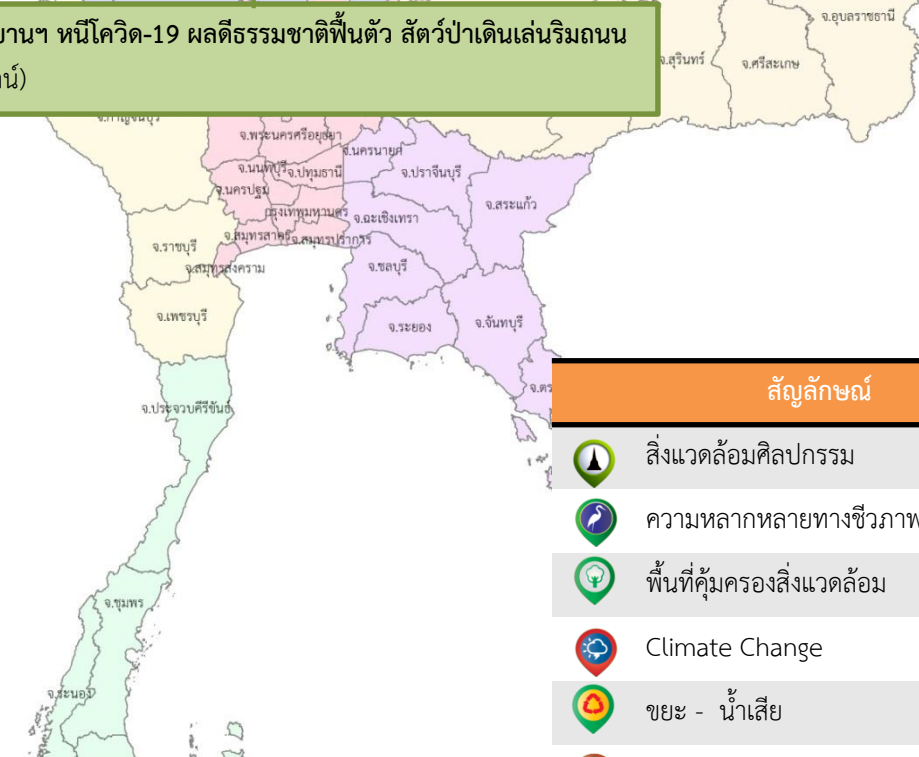 ยานฯ หนีโควิด-19 ผลดีธรรมชาติฟื้นตัว สัตว์ป่าเดินเล่นริมถนน
น์)
จ.อุบลราชธานี
จ.สุรินทร์
จ.ศรีสะเกษ
จ.กาญจนบุรี
จ.พระนครศรีอยุธยา
จ.นครนายก
จ.นนทบุรี
จ.ปทุมธานี
จ.ปราจีนบุรี
จ.นครปฐม
จ.สระแก้ว
กรุงเทพมหานคร
จ.ฉะเชิงเทรา
จ.สมุทรสาคร
จ.สมุทรปราการ
จ.ราชบุรี
จ.สมุทรสงคราม
จ.ชลบุรี
จ.เพชรบุรี
จ.ระยอง
จ.จันทบุรี
จ.ตร
จ.ประจวบคีรีขันธ์
จ.ชุมพร
จ.ระนอง
สัญลักษณ์
สิ่งแวดล้อมศิลปกรรม
ความหลากหลายทางชีวภาพ
พื้นที่คุ้มครองสิ่งแวดล้อม
Climate Change
ขยะ - น้ำเสีย